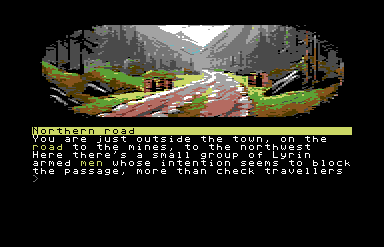 Northern road
You are just outside the town, on the
road to the mines, to the northwest
Here there's a small group of Lyrin
armed men whose intention seems to block
the passage, more than check travellers
>